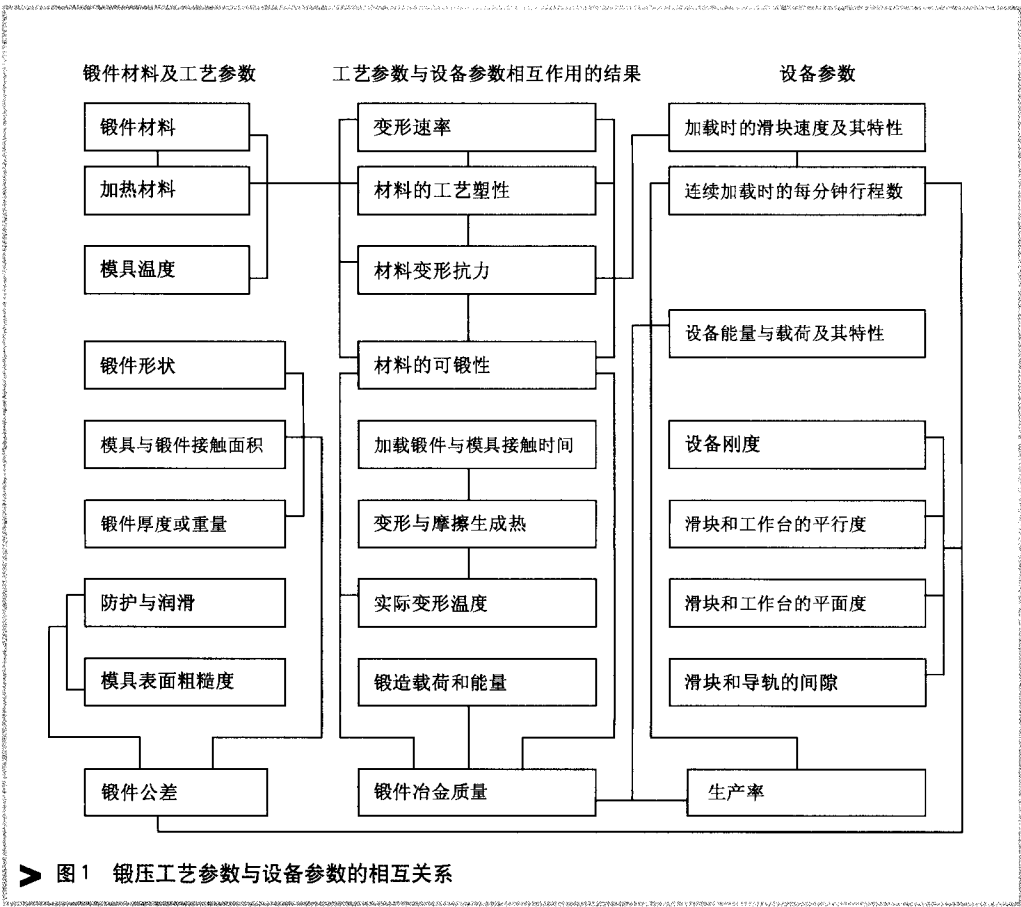 锻件材料及工艺参数
工艺参数与设备参数相互作用的结果
设备参数
锻件材料
变形速率
加载时的滑块速度及其特性
加热材料
材料的工艺塑性
连续加载时的每分钟行程数
模具温度
材料变形抗力
设备能量与载荷及其特性
锻件形状
材料的可锻性
模具与锻件接触面积
加载锻件与模具接触时间
设备刚度
锻件厚度或重量
变形与摩擦生成热
滑块和工作台的平行度
防护与润滑
实际变形温度
滑块和工作台的平面度
模具表面粗糙度
锻造载荷和能量
滑块和导轨的间隙
锻件公差
锻件冶金质量
生产率
图1 锻压工艺参数与设备参数的相互关系